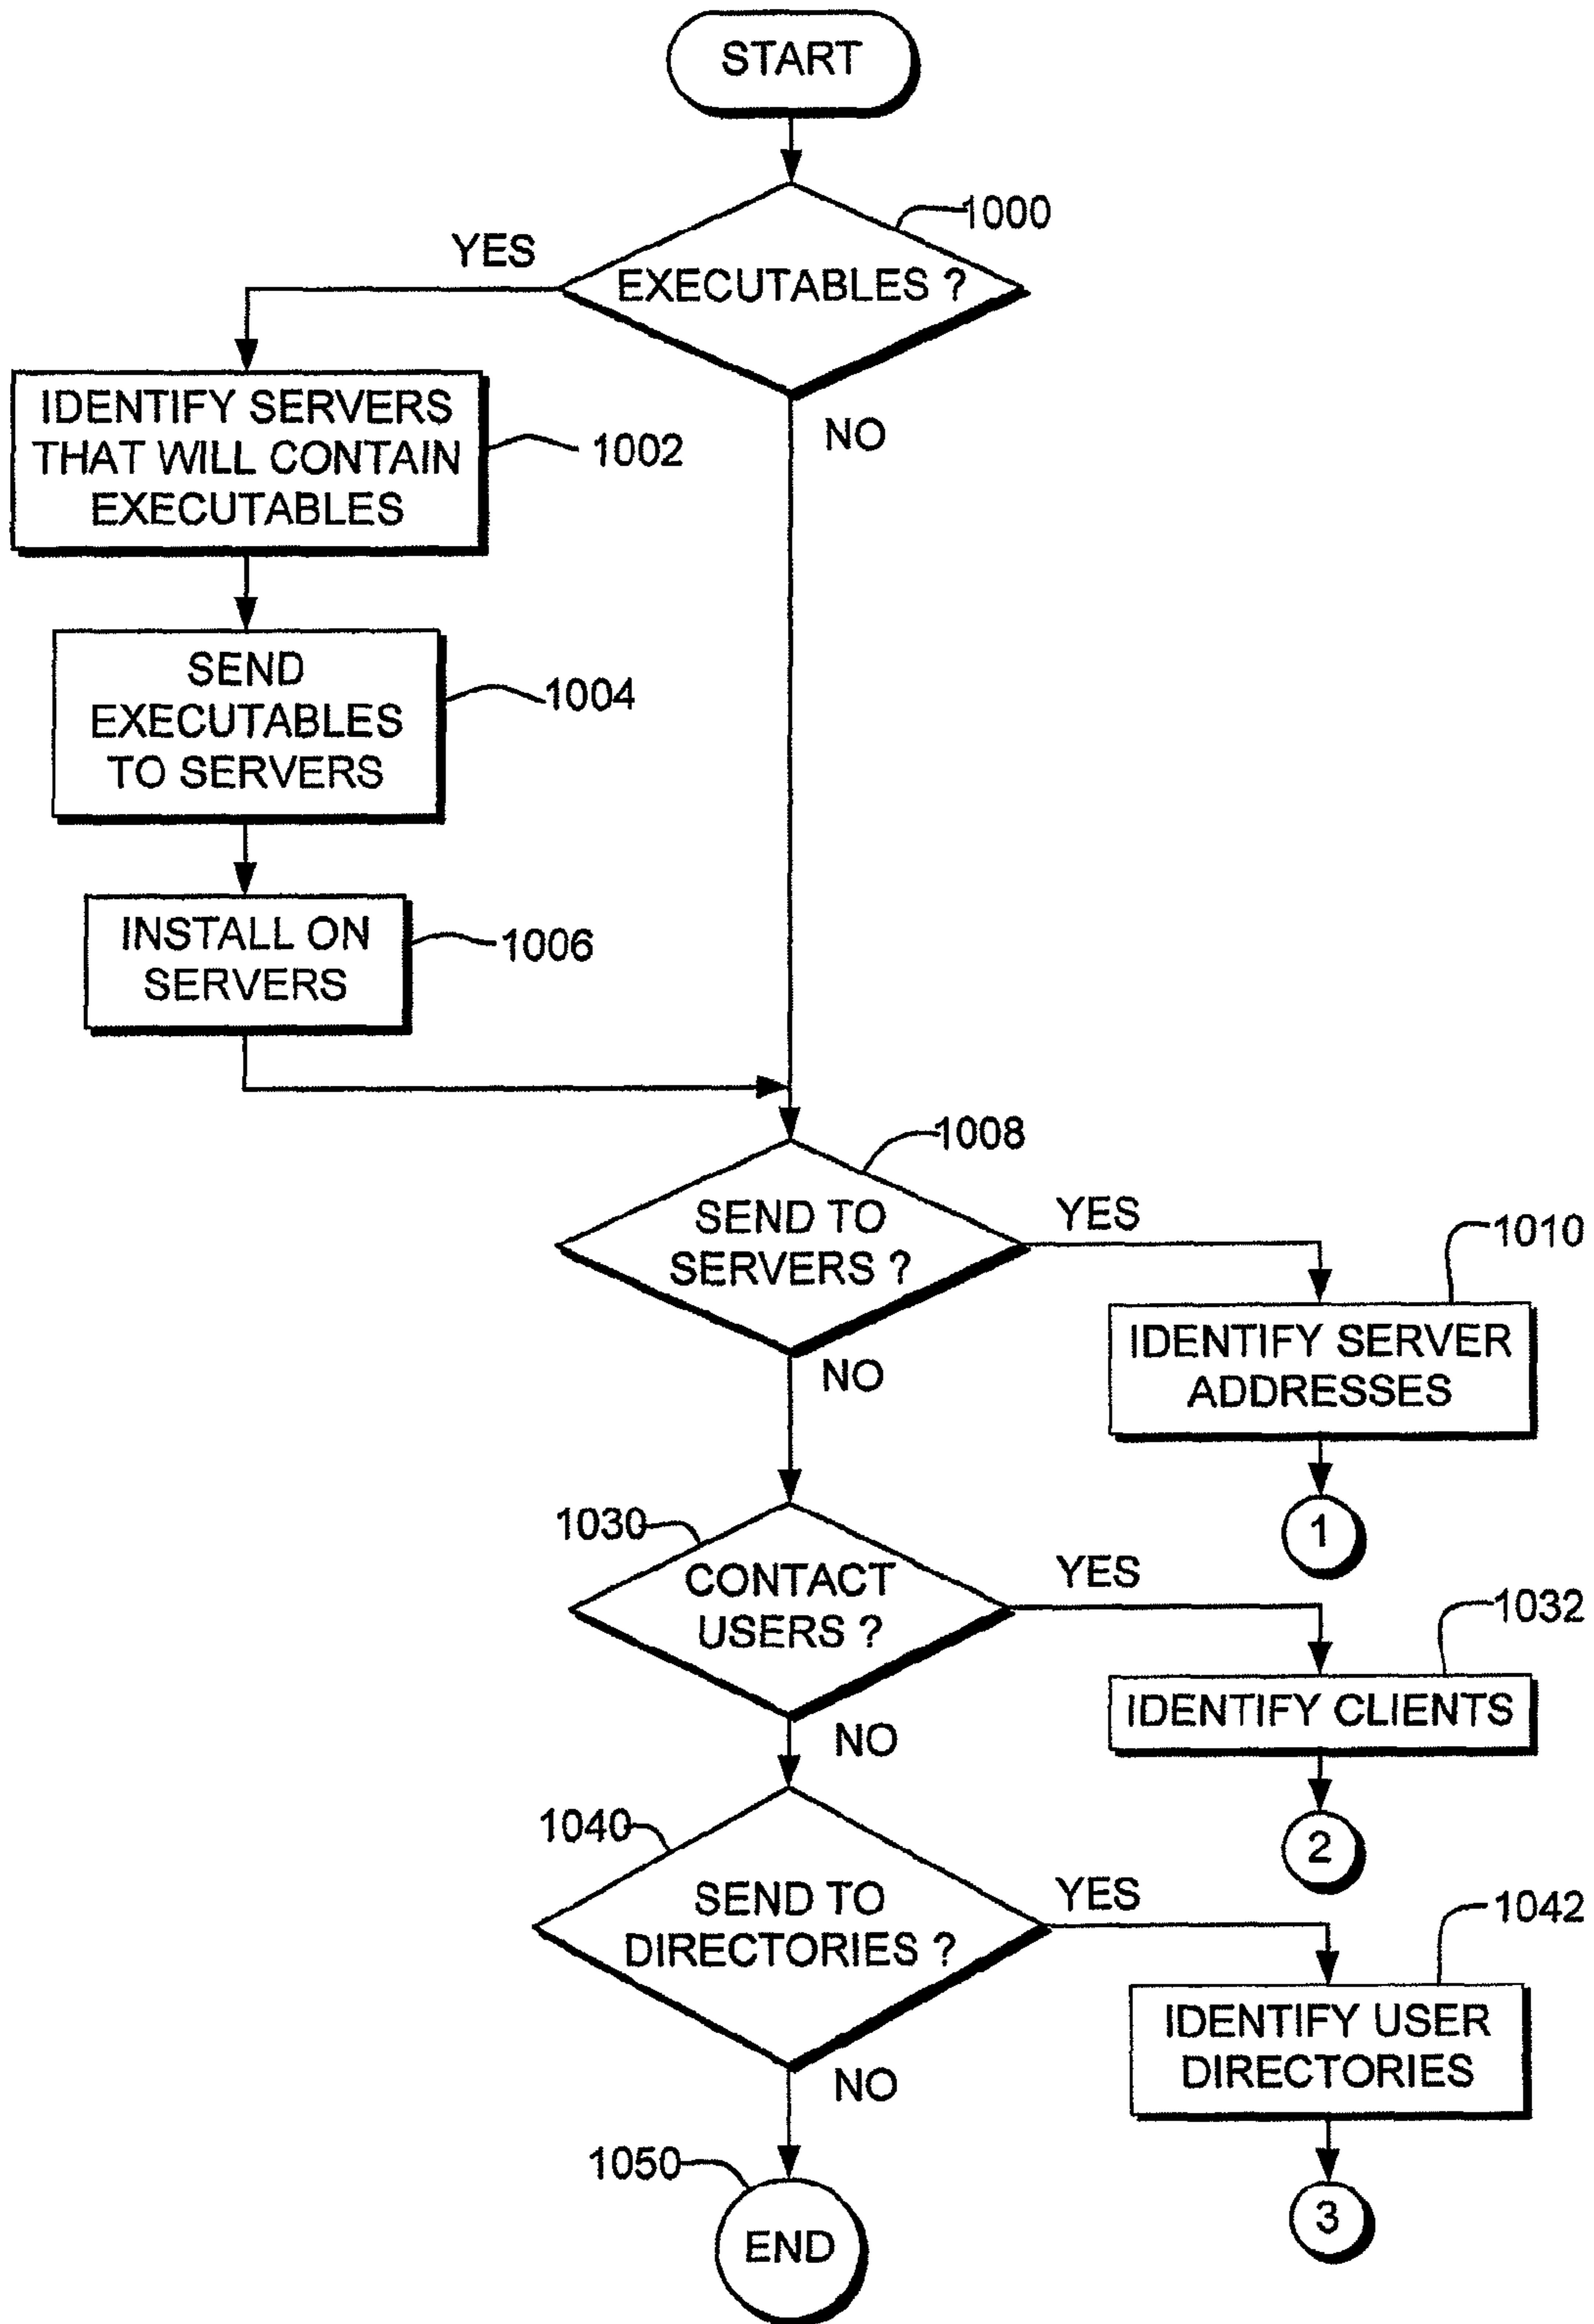 START
1000
YES
EXECUTABLES ?
IDENTIFY SERVERS
THAT WILL CONTAIN
EXECUTABLES
1002
NO
SEND
EXECUTABLES
TO SERVERS
1004
INSTALL ON
SERVERS
1006
1008
SEND TO
SERVERS ?
YES
1010
IDENTIFY SERVER
ADDRESSES
NO
1
1030
CONTACT
USERS ?
YES
1032
IDENTIFY CLIENTS
NO
2
1040
SEND TO
DIRECTORIES ?
YES
1042
IDENTIFY USER
DIRECTORIES
NO
3
1050
END